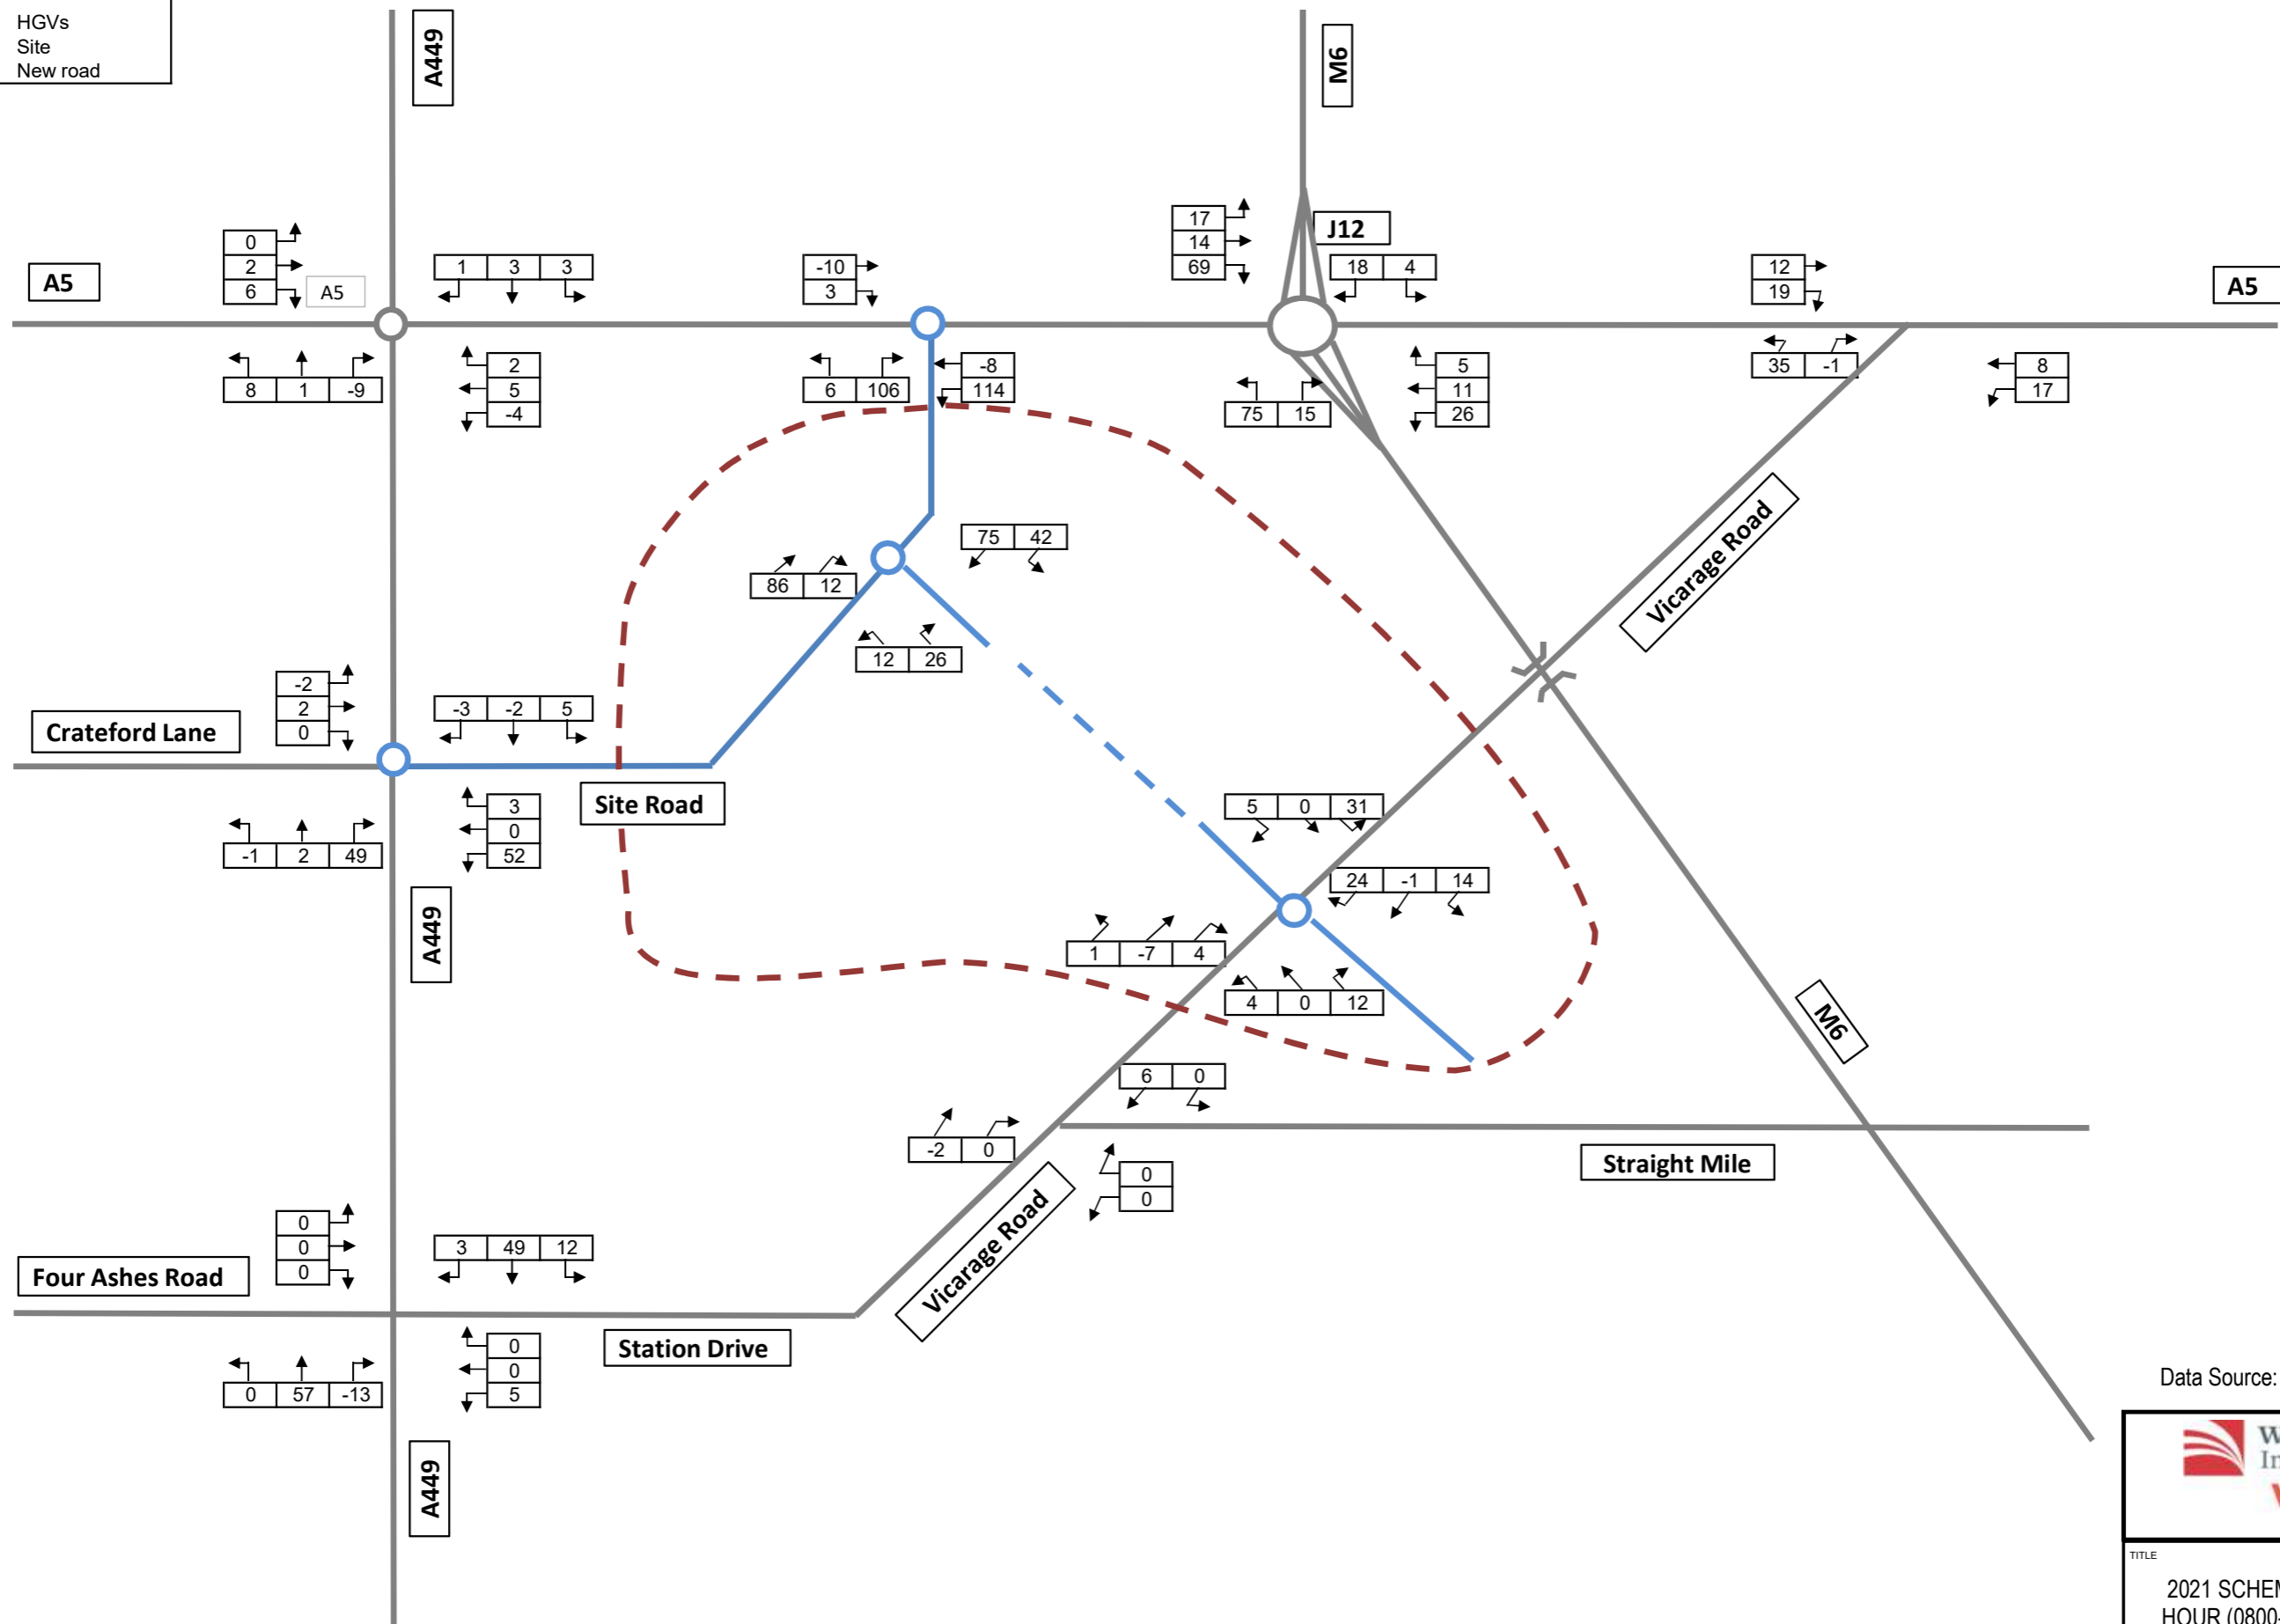 HGVs
Site
New road
A449
M6
J12
A5
A5
A5
0
2
6
1 3 3
-10
3
17
14
69
18 4
12
19
8 1 -9
2
5
-4
6 106
-8
114
75 15
5
11
26
35 -1
8
17
Vicarage Road
75 42
86 12
12 26
Crateford Lane
-2
2
0
-3 -2 5
Site Road
-1 2 49
3
0
52
5 0 31
24 -1 14
A449
1 -7 4
4 0 12
M6
6 0
-2 0
Straight Mile
0
0
Vicarage Road
Four Ashes Road
0
0
0
3 49 12
Station Drive
0 57 -13
0
0
5
A449
Data Source:
TITLE
HOUR (0800-
2021